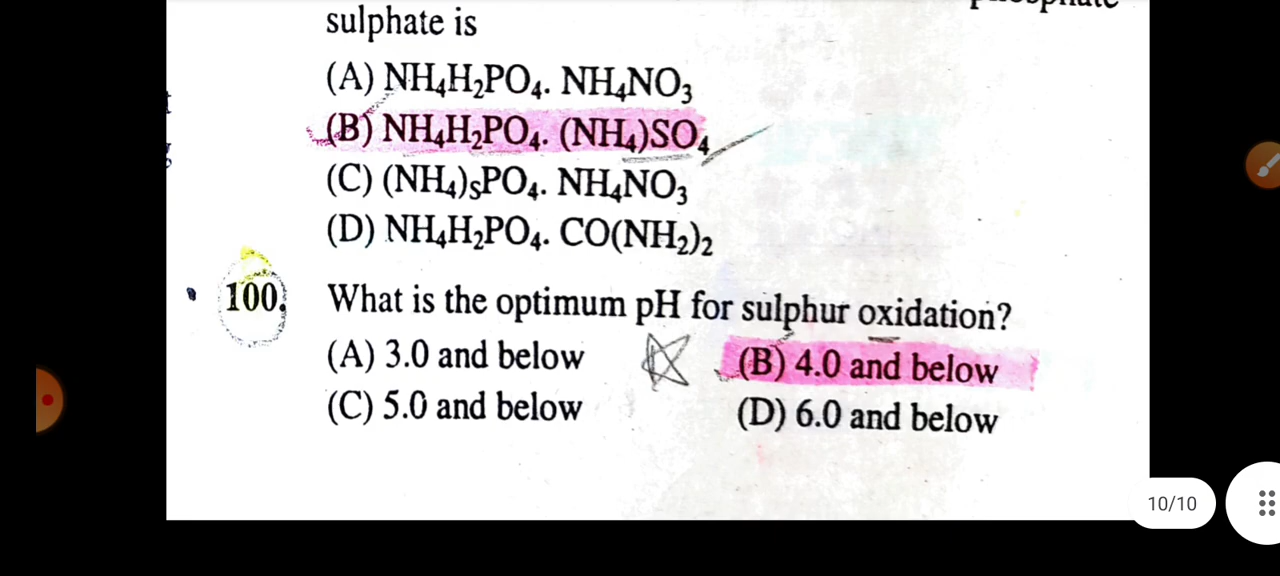 sulphate is
(A) NH₄H₂PO₄. NH₄NO₃
(B) NH₄H₂PO₄. (NH₄)SO₄
(C) (NH₄)₅PO₄. NH₄NO₃
(D) NH₄H₂PO₄. CO(NH₂)₂
100. What is the optimum pH for sulphur oxidation?
(A) 3.0 and below (B) 4.0 and below
(C) 5.0 and below (D) 6.0 and below
10/10